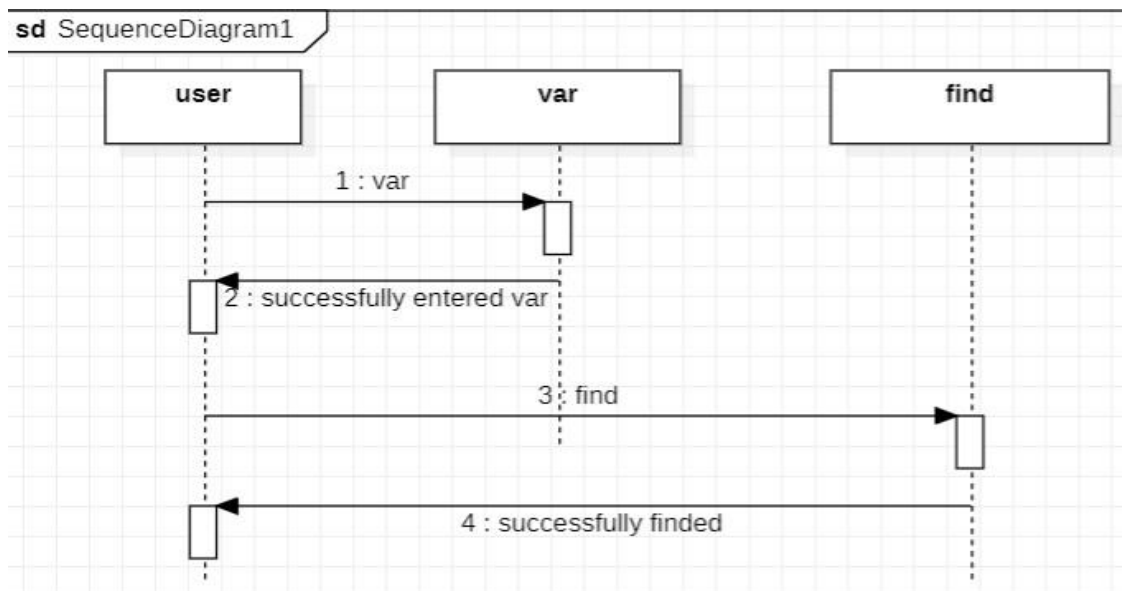 sd SequenceDiagram1
user
var
find
1 : var
2 : successfully entered var
3 : find
4 : successfully finded